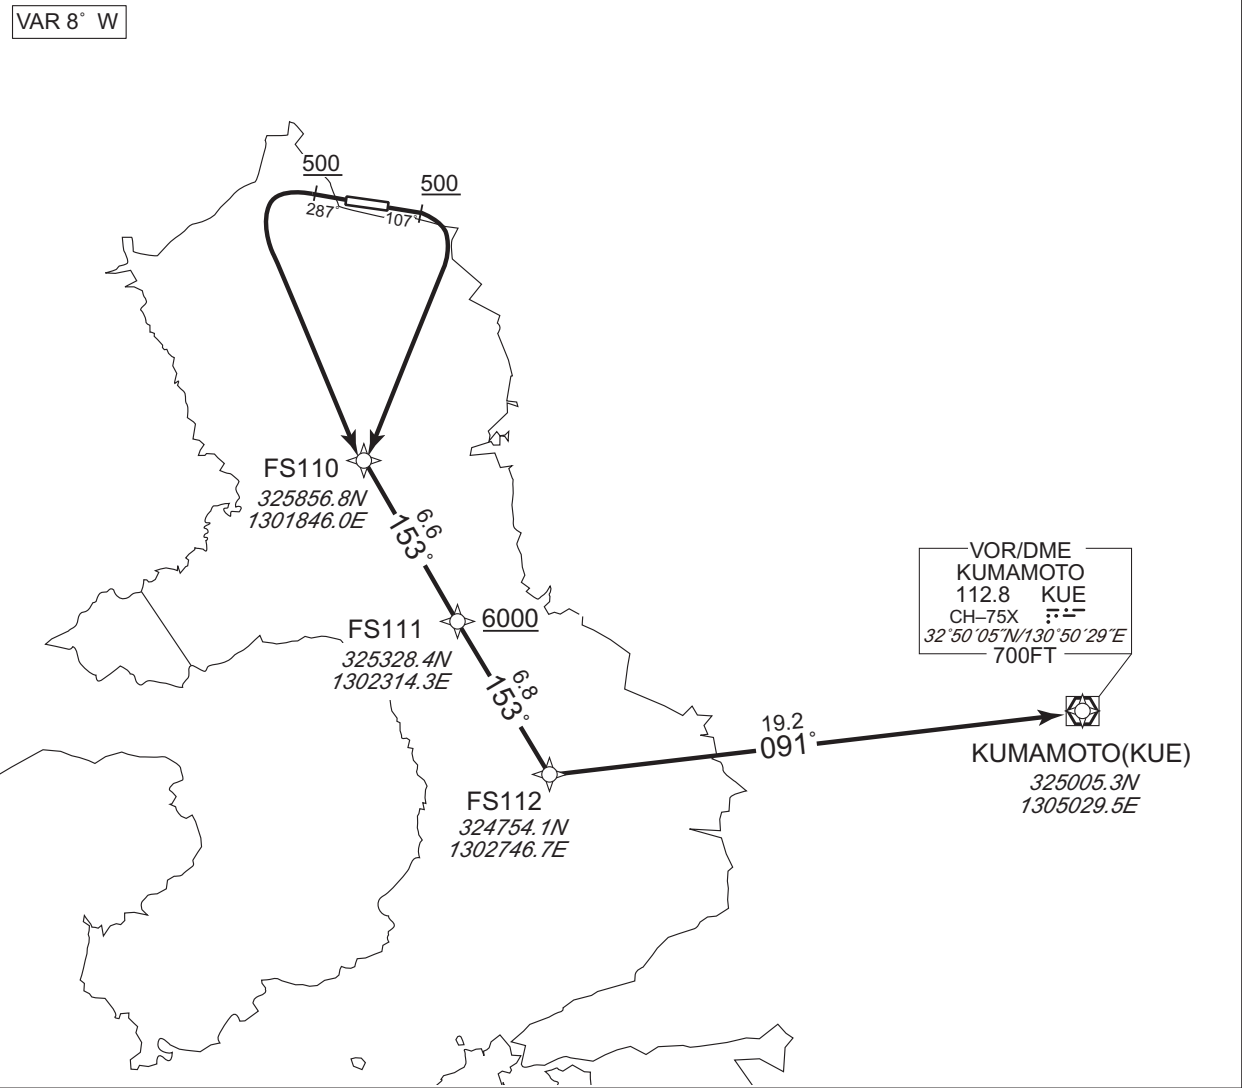 VAR 8° W
500
500
287°
107°
FS110
325856.8N
1301846.0E
6.6
153°
FS111
6000
325328.4N
1302314.3E
6.8
153°
VOR/DME
KUMAMOTO
112.8 KUE
CH–75X
32°50´05˝N/130°50´29˝E
700FT
19.2
091°
KUMAMOTO(KUE)
325005.3N
1305029.5E
FS112
324754.1N
1302746.7E